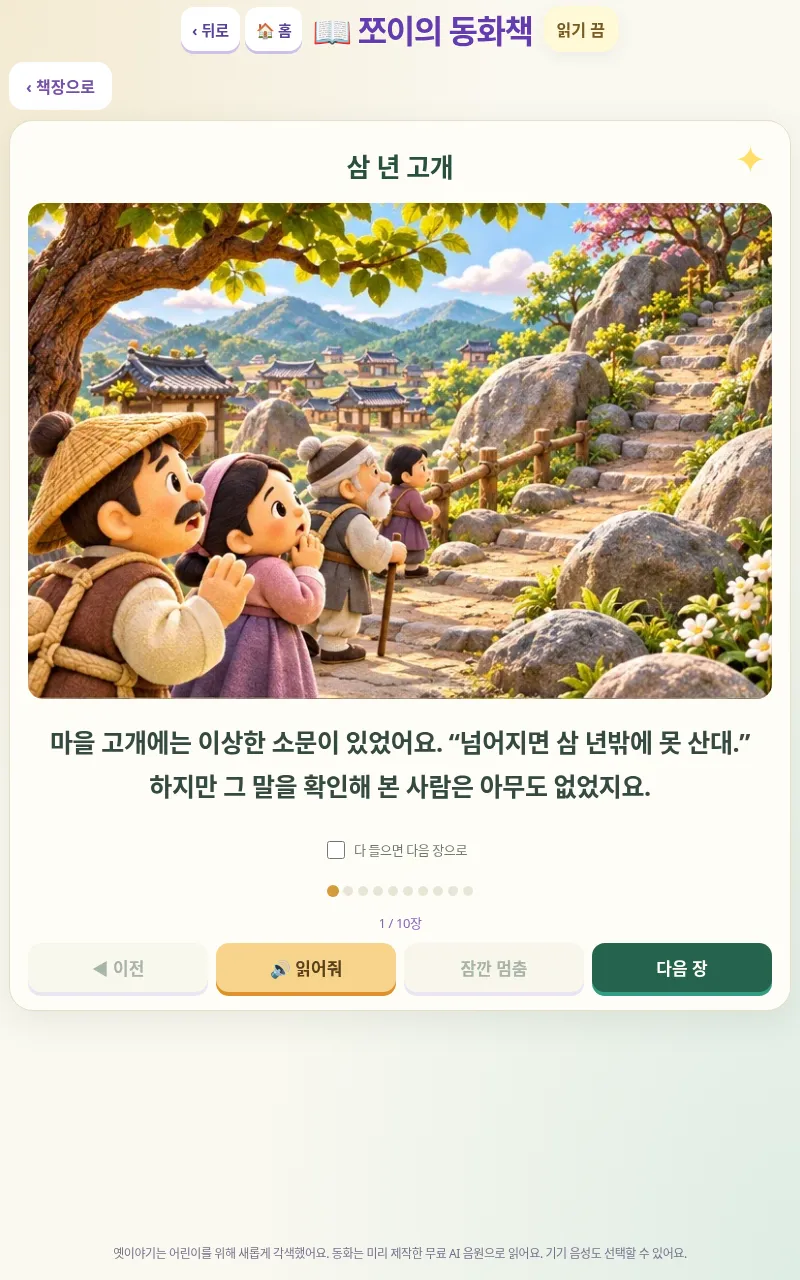 ‹ 뒤로
🏠 홈
📖 쪼이의 동화책
읽기 끔
‹ 책장으로
삼 년 고개
마을 고개에는 이상한 소문이 있었어요. “넘어지면 삼 년밖에 못 산대.”
하지만 그 말을 확인해 본 사람은 아무도 없었지요.
다 들으면 다음 장으로
1 / 10장
◀ 이전
🔊 읽어줘
잠깐 멈춤
다음 장
옛이야기는 어린이를 위해 새롭게 각색했어요. 동화는 미리 제작한 무료 AI 음원으로 읽어요. 기기 음성도 선택할 수 있어요.